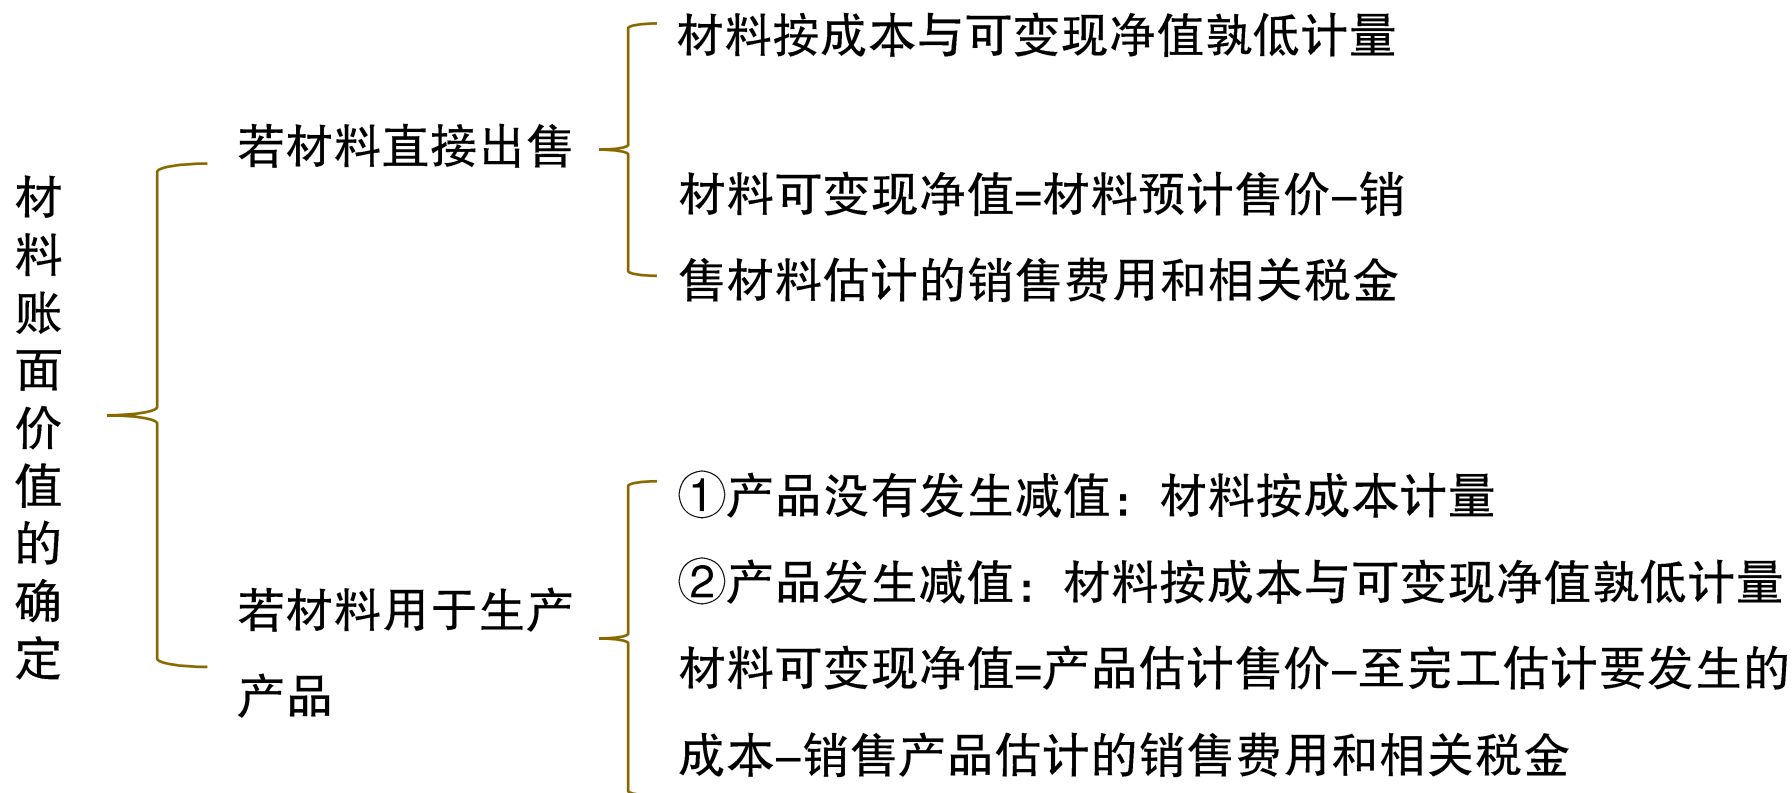 材料账面价值的确定
若材料直接出售
材料按成本与可变现净值孰低计量
材料可变现净值=材料预计售价-销
售材料估计的销售费用和相关税金
若材料用于生产
产品
①产品没有发生减值：材料按成本计量
②产品发生减值：材料按成本与可变现净值孰低计量
材料可变现净值=产品估计售价-至完工估计要发生的
成本-销售产品估计的销售费用和相关税金